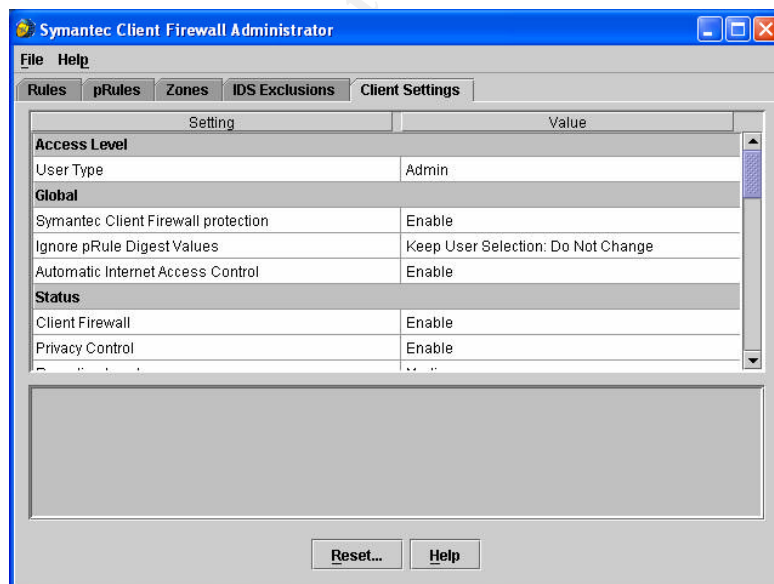 Symantec Client Firewall Administrator
File Help
Rules pRules Zones IDS Exclusions Client Settings
Setting Value
Access Level
User Type Admin
Global
Symantec Client Firewall protection Enable
Ignore pRule Digest Values Keep User Selection: Do Not Change
Automatic Internet Access Control Enable
Status
Client Firewall Enable
Privacy Control Enable
Reset... Help